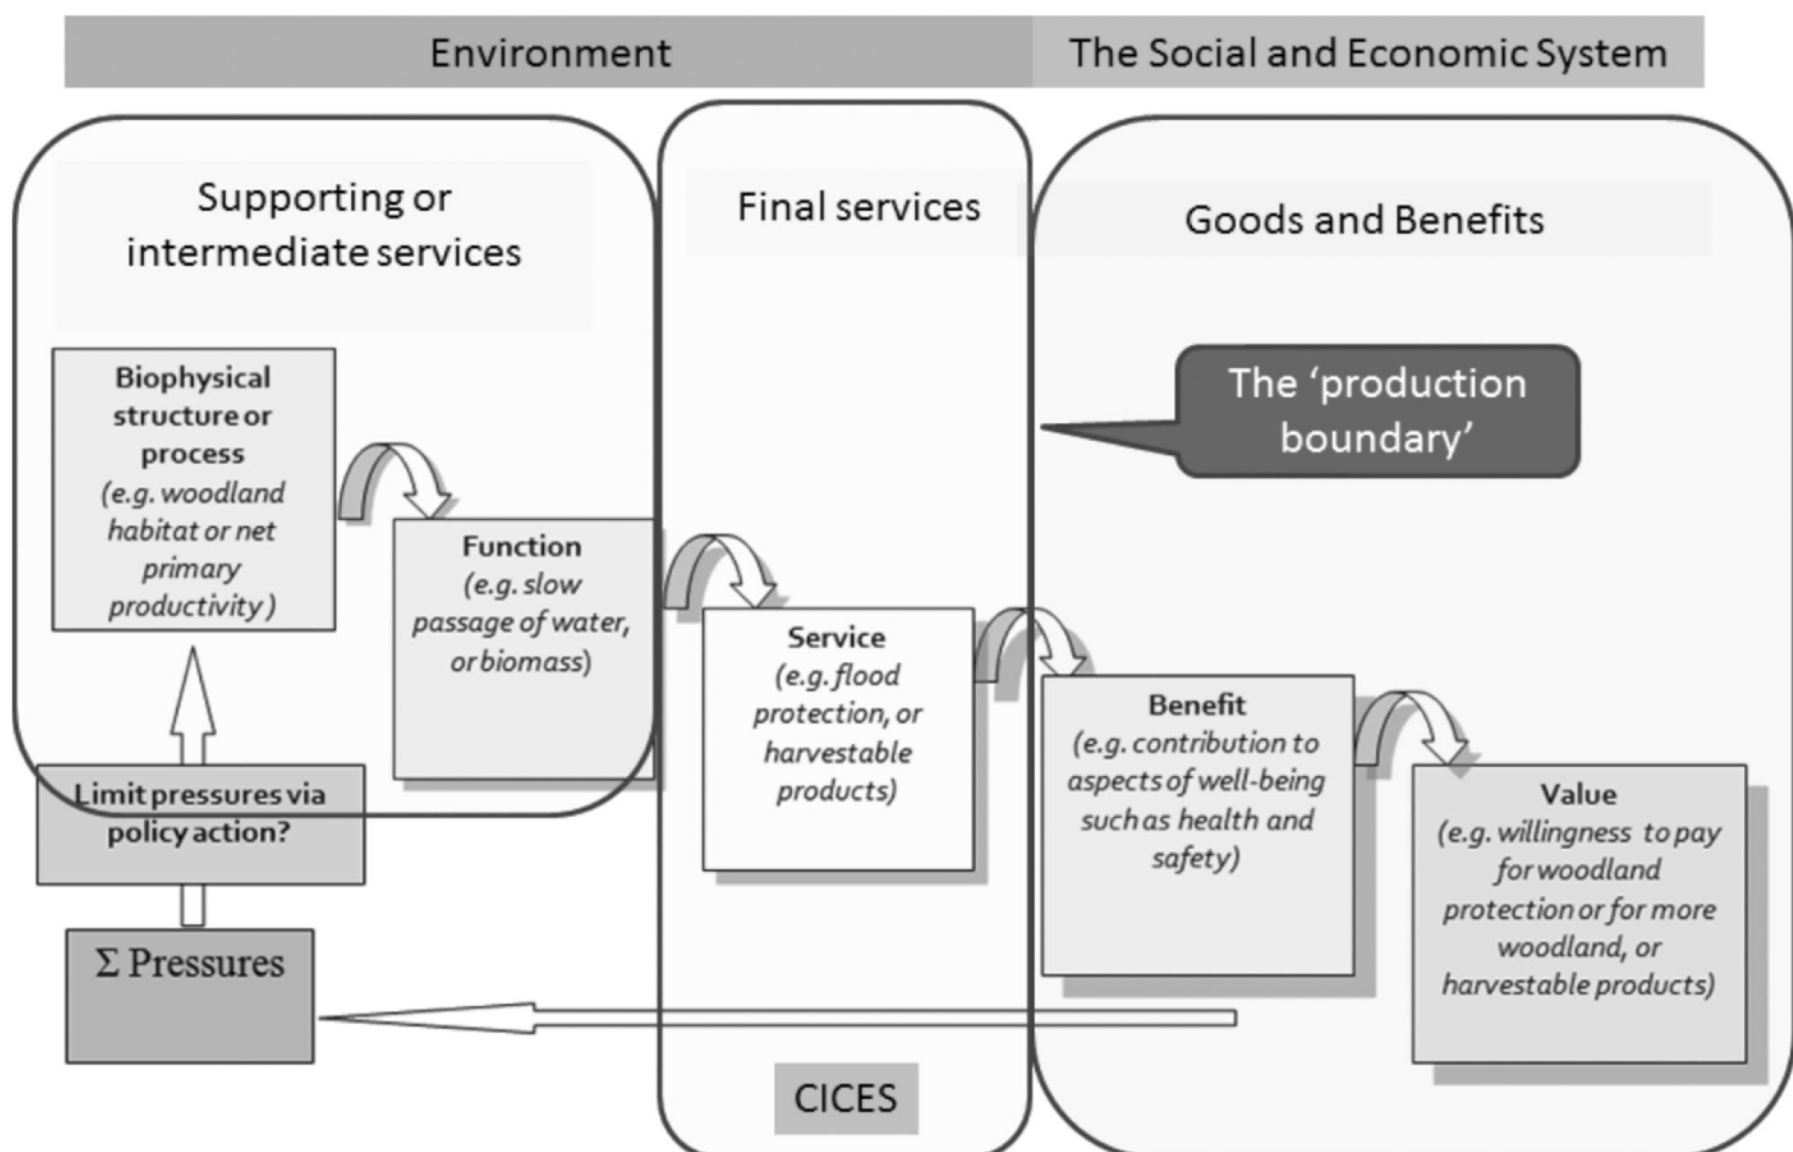 Environment
The Social and Economic System
Supporting or
intermediate services
Final services
Goods and Benefits
Biophysical
structure or
process
(e.g. woodland
habitat or net
primary
productivity)
The ‘production
boundary’
Function
(e.g. slow
passage of water,
or biomass)
Service
(e.g. flood
protection, or
harvestable
products)
Benefit
(e.g. contribution to
aspects of well-being
such as health and
safety)
Value
(e.g. willingness to pay
for woodland
protection or for more
woodland, or
harvestable products)
Limit pressures via
policy action?
Σ Pressures
CICES